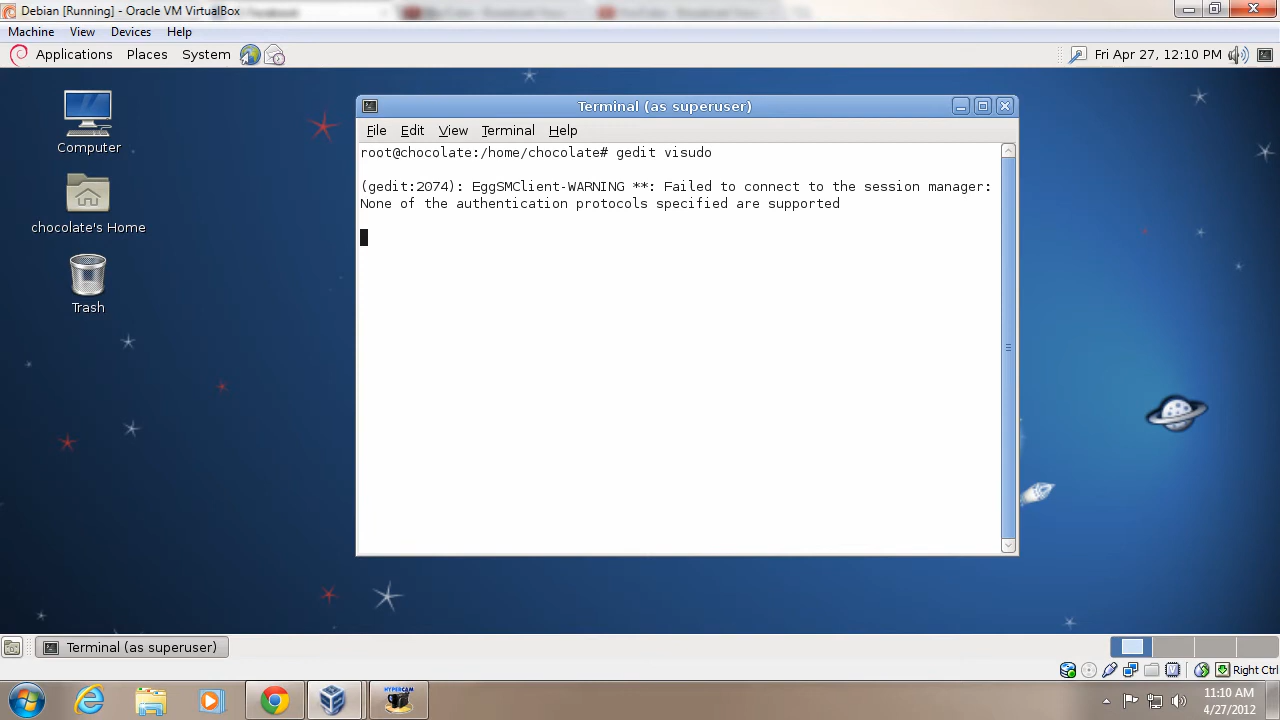 Debian [Running] - Oracle VM VirtualBox
Machine View Devices Help
Applications Places System
Fri Apr 27, 12:10 PM
Computer
chocolate's Home
Trash
Terminal (as superuser)
File Edit View Terminal Help
root@chocolate:/home/chocolate# gedit visudo
(gedit:2074): EggSMClient-WARNING **: Failed to connect to the session manager:
None of the authentication protocols specified are supported
Terminal (as superuser)
Right Ctrl
HYPERCAM
11:10 AM
4/27/2012